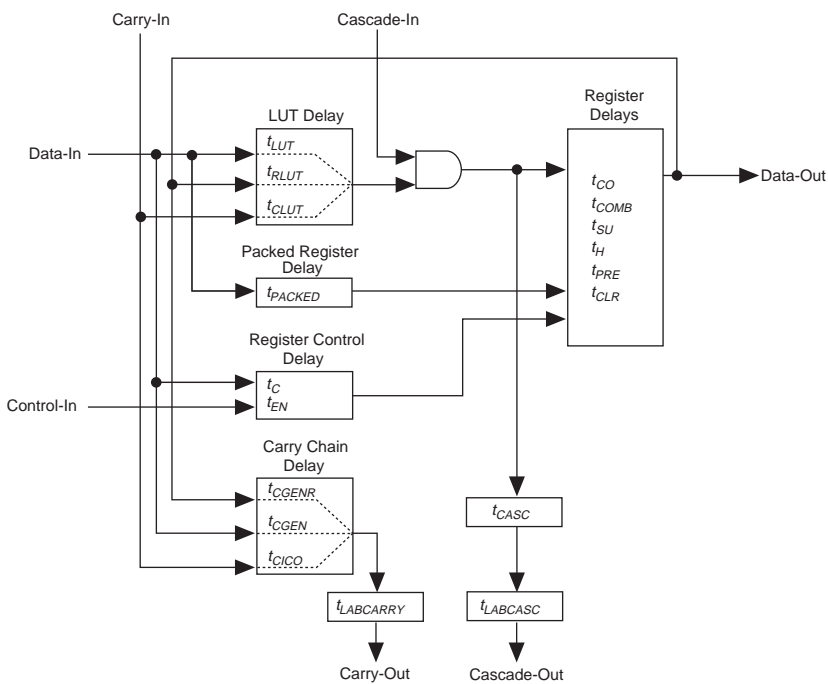 Carry-In
Cascade-In
LUT Delay
Register
Delays
Data-In
tLUT
tRLUT
tCLUT
tCO
tCOMB
tSU
tH
tPRE
tCLR
Data-Out
Packed Register
Delay
tPACKED
Register Control
Delay
tC
tEN
Control-In
Carry Chain
Delay
tCGENR
tCGEN
tCICO
tCASC
tLABCARRY
tLABCASC
Carry-Out
Cascade-Out